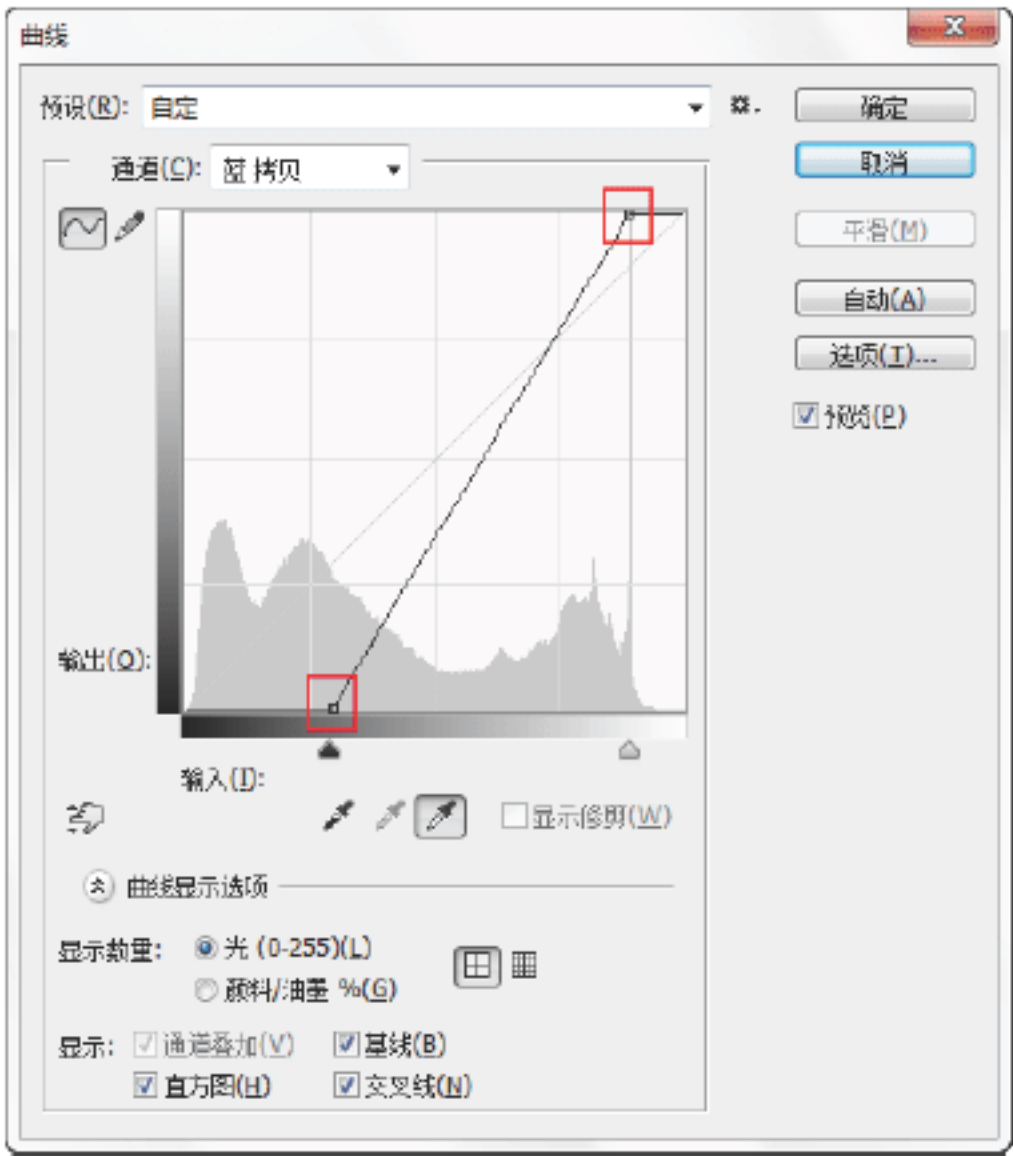 曲线
预设(R): 自定
确定
通道(C): 蓝 拷贝
取消
平滑(M)
自动(A)
选项(T)...
预览(P)
输出(O):
输入(I):
显示修剪(W)
曲线显示选项
显示数量: 光 (0-255)(L)
颜料/油墨 %(G)
显示: 通道叠加(V) 基线(B)
直方图(H) 交叉线(N)